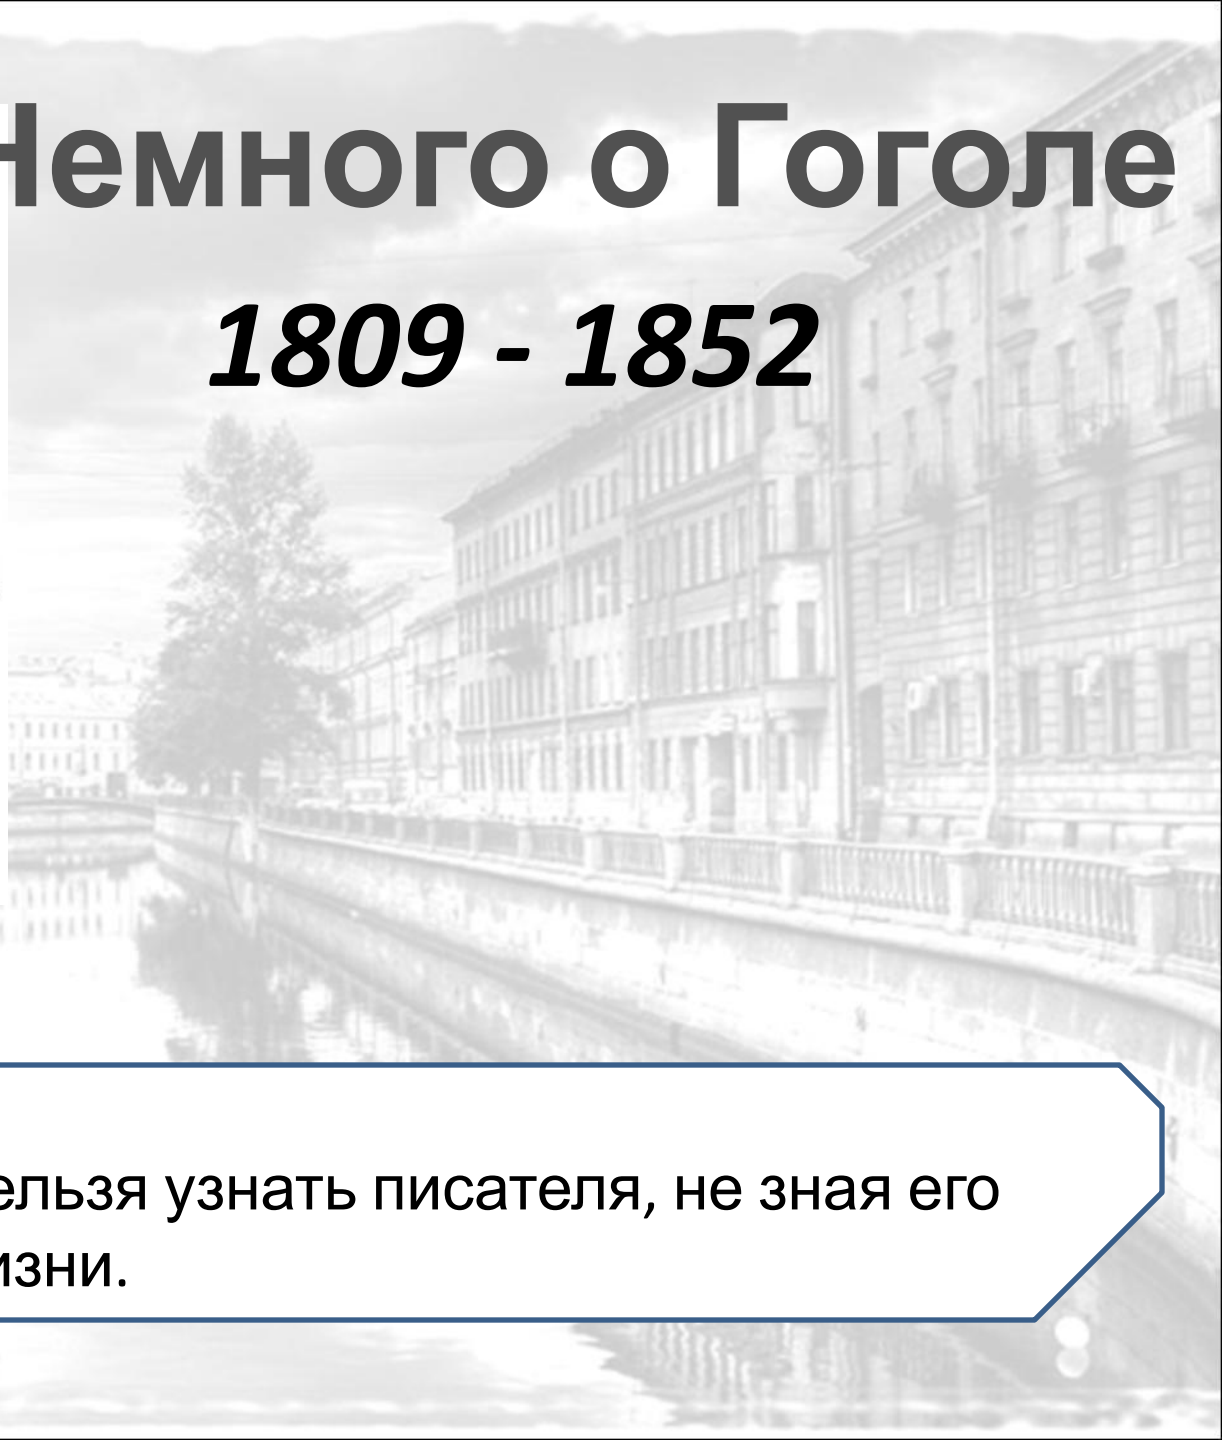 Немного о Гоголе
1809 - 1852
ельзя узнать писателя, не зная его
изни.